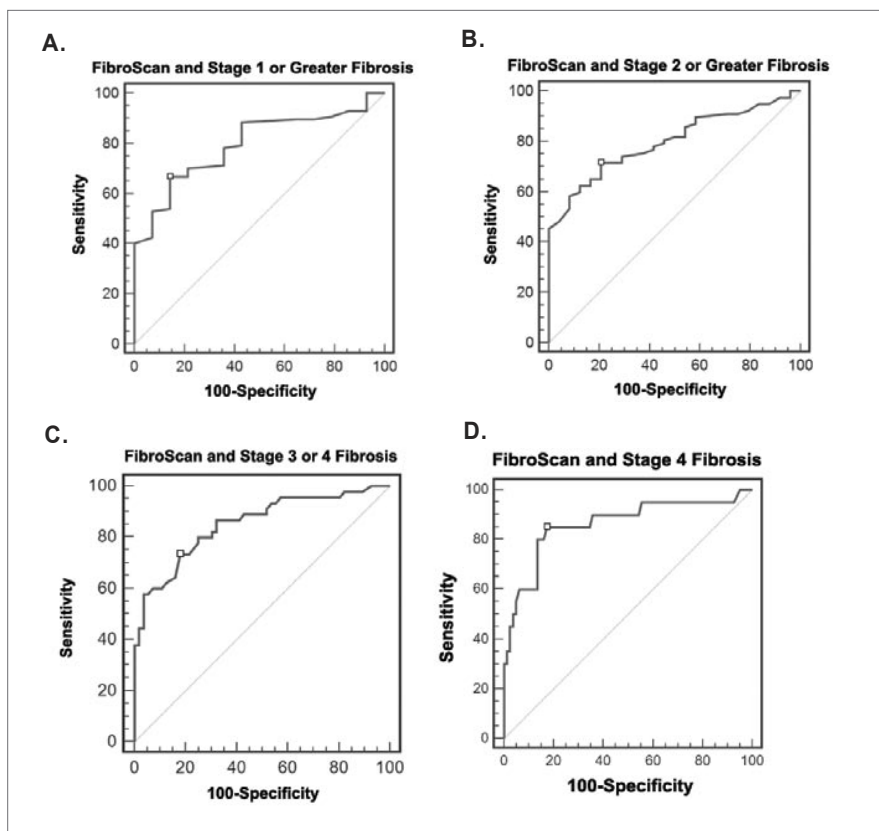 A.
FibroScan and Stage 1 or Greater Fibrosis
100
80
60
40
20
0
Sensitivity
0 20 40 60 80 100
100-Specificity
B.
FibroScan and Stage 2 or Greater Fibrosis
100
80
60
40
20
0
Sensitivity
0 20 40 60 80 100
100-Specificity
C.
FibroScan and Stage 3 or 4 Fibrosis
100
80
60
40
20
0
Sensitivity
0 20 40 60 80 100
100-Specificity
D.
FibroScan and Stage 4 Fibrosis
100
80
60
40
20
0
Sensitivity
0 20 40 60 80 100
100-Specificity